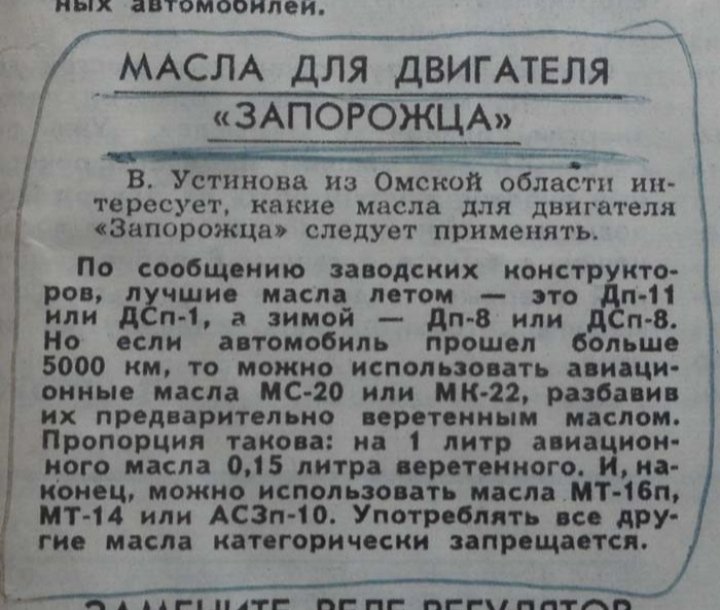 ных автомобилей.
МАСЛА ДЛЯ ДВИГАТЕЛЯ
«ЗАПОРОЖЦА»
В. Устинова из Омской области ин-
тересует, какие масла для двигателя
«Запорожца» следует применять.
По сообщению заводских конструкто-
ров, лучшие масла летом — это Дп-11
или ДСп-1, а зимой — Дп-8 или ДСп-8.
Но если автомобиль прошел больше
5000 км, то можно использовать авиаци-
онные масла МС-20 или МК-22, разбавив
их предварительно веретенным маслом.
Пропорция такова: на 1 литр авиацион-
ного масла 0,15 литра веретенного. И, на-
конец, можно использовать масла МТ-16п,
МТ-14 или АСЗп-10. Употреблять все дру-
гие масла категорически запрещается.
ЗАМЕНИТЕ РЕЛЕ-РЕГУЛЯТОР